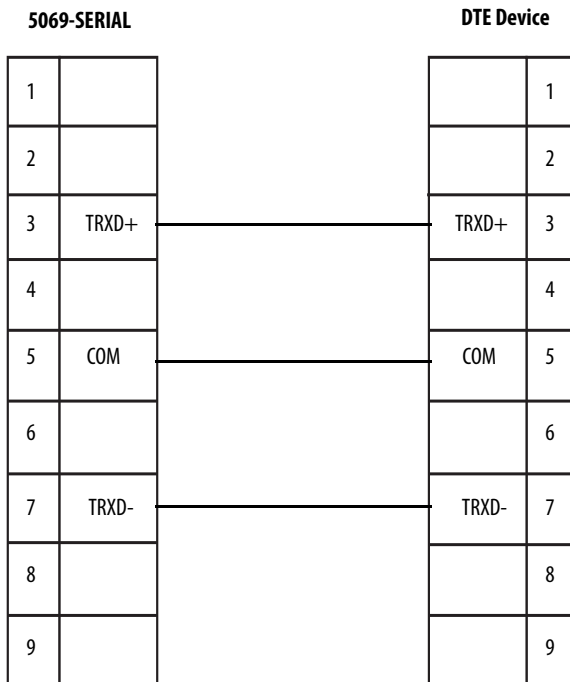 5069-SERIAL DTE Device
1 1
2 2
3 TRXD+ TRXD+ 3
4 4
5 COM COM 5
6 6
7 TRXD- TRXD- 7
8 8
9 9